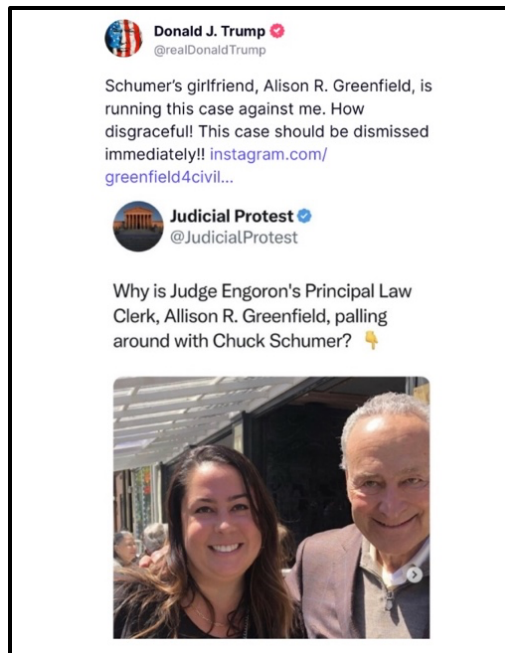 Donald J. Trump
@realDonaldTrump
Schumer's girlfriend, Alison R. Greenfield, is
running this case against me. How
disgraceful! This case should be dismissed
immediately!! instagram.com/
greenfield4civil...
Judicial Protest
@JudicialProtest
Why is Judge Engoron's Principal Law
Clerk, Allison R. Greenfield, palling
around with Chuck Schumer? 👇